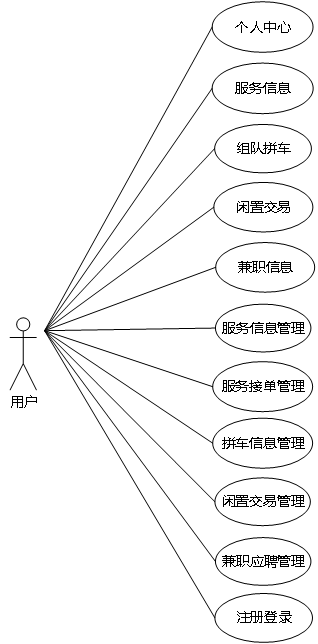 个人中心
服务信息
组队拼车
闲置交易
兼职信息
服务信息管理
服务接单管理
拼车信息管理
闲置交易管理
兼职应聘管理
注册登录
用户